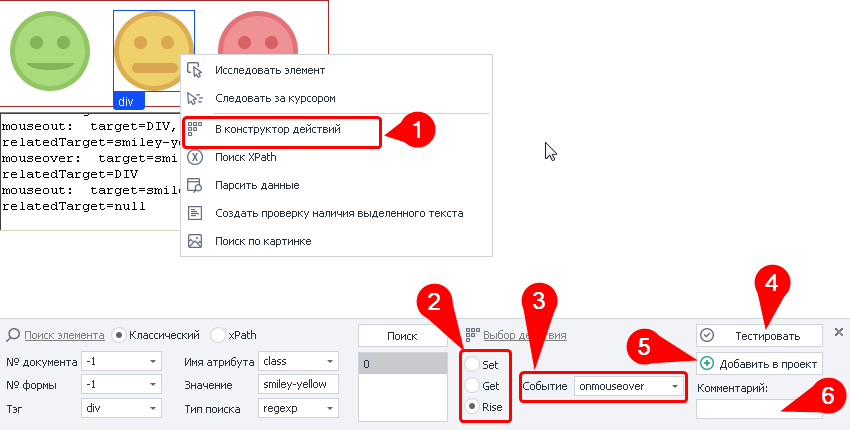 div
mouseout:  target=DIV,
relatedTarget=smiley-ye
mouseover:  target=smi
relatedTarget=DIV
mouseout:  target=smile
relatedTarget=null
Исследовать элемент
Следовать за курсором
В конструктор действий
1
Поиск XPath
Парсить данные
Создать проверку наличия выделенного текста
Поиск по картинке
2
3
4
5
6
Поиск элемента
Классический
xPath
Поиск
Выбор действия
Тестировать
№ документа
-1
Имя атрибута
class
0
Set
Добавить в проект
№ формы
-1
Значение
smiley-yellow
Get
Событие
onmouseover
Комментарий:
Тэг
div
Тип поиска
regexp
Rise